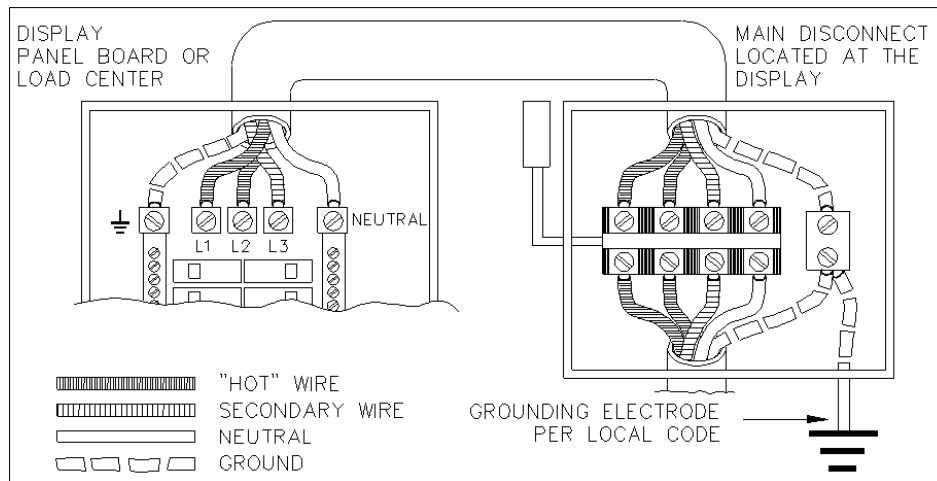 DISPLAY
PANEL BOARD OR
LOAD CENTER
MAIN DISCONNECT
LOCATED AT THE
DISPLAY
NEUTRAL
L1 L2 L3
"HOT" WIRE
SECONDARY WIRE
NEUTRAL
GROUND
GROUNDING ELECTRODE
PER LOCAL CODE